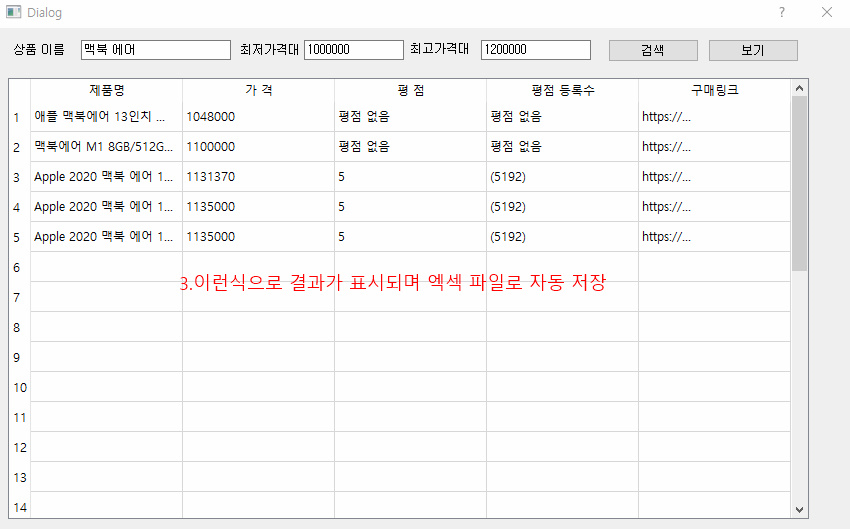 Dialog
상품 이름 맥북 에어 최저가격대 1000000 최고가격대 1200000 검색 보기
제품명 가 격 평 점 평점 등록수 구매링크
1 애플 맥북에어 13인치 ... 1048000 평점 없음 평점 없음 https://...
2 맥북에어 M1 8GB/512G... 1100000 평점 없음 평점 없음 https://...
3 Apple 2020 맥북 에어 1... 1131370 5 (5192) https://...
4 Apple 2020 맥북 에어 1... 1135000 5 (5192) https://...
5 Apple 2020 맥북 에어 1... 1135000 5 (5192) https://...
6
3.이런식으로 결과가 표시되며 엑섹 파일로 자동 저장
7
8
9
10
11
12
13
14